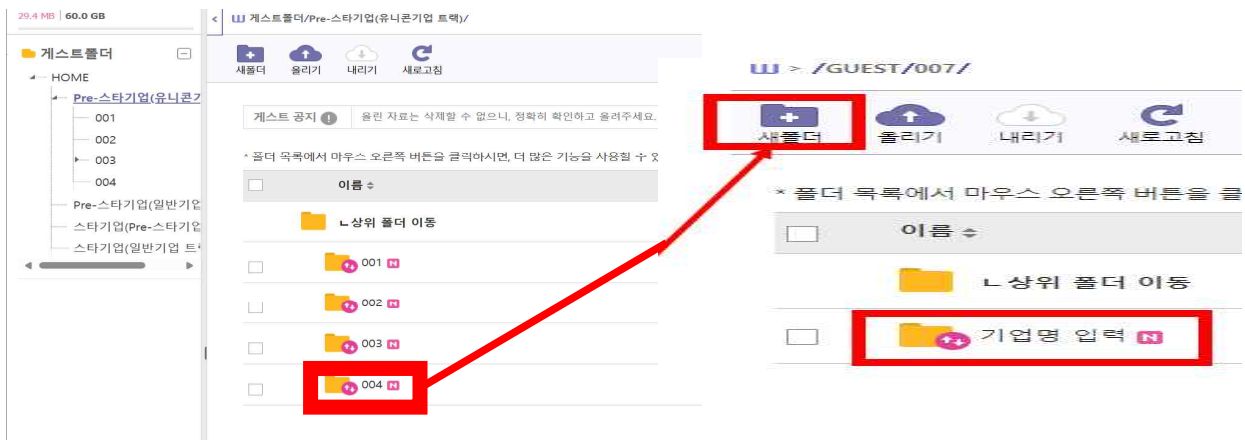 29.4 MB | 60.0 GB
게스트폴더
HOME
Pre-스타기업(유니콘기
001
002
003
004
Pre-스타기업(일반기업
스타기업(Pre-스타기업
스타기업(일반기업 트
< 게스트폴더/Pre-스타기업(유니콘기업 트랙)/
새폴더 올리기 내리기 새로고침
게스트 공지 ! 올린 자료는 삭제할 수 없으니, 정확히 확인하고 올려주세요.
* 폴더 목록에서 마우스 오른쪽 버튼을 클릭하시면, 더 많은 기능을 사용할 수 있
이름
ㄴ상위 폴더 이동
001 N
002 N
003 N
004 N
> /GUEST/007/
새폴더 올리기 내리기 새로고침
* 폴더 목록에서 마우스 오른쪽 버튼을 클
이름
ㄴ상위 폴더 이동
기업명 입력 N